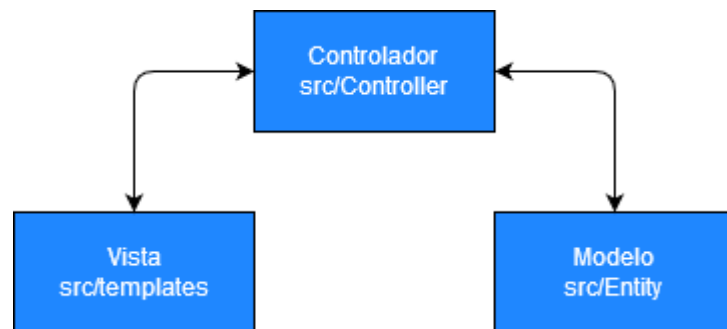 Controlador
src/Controller
Vista
src/templates
Modelo
src/Entity